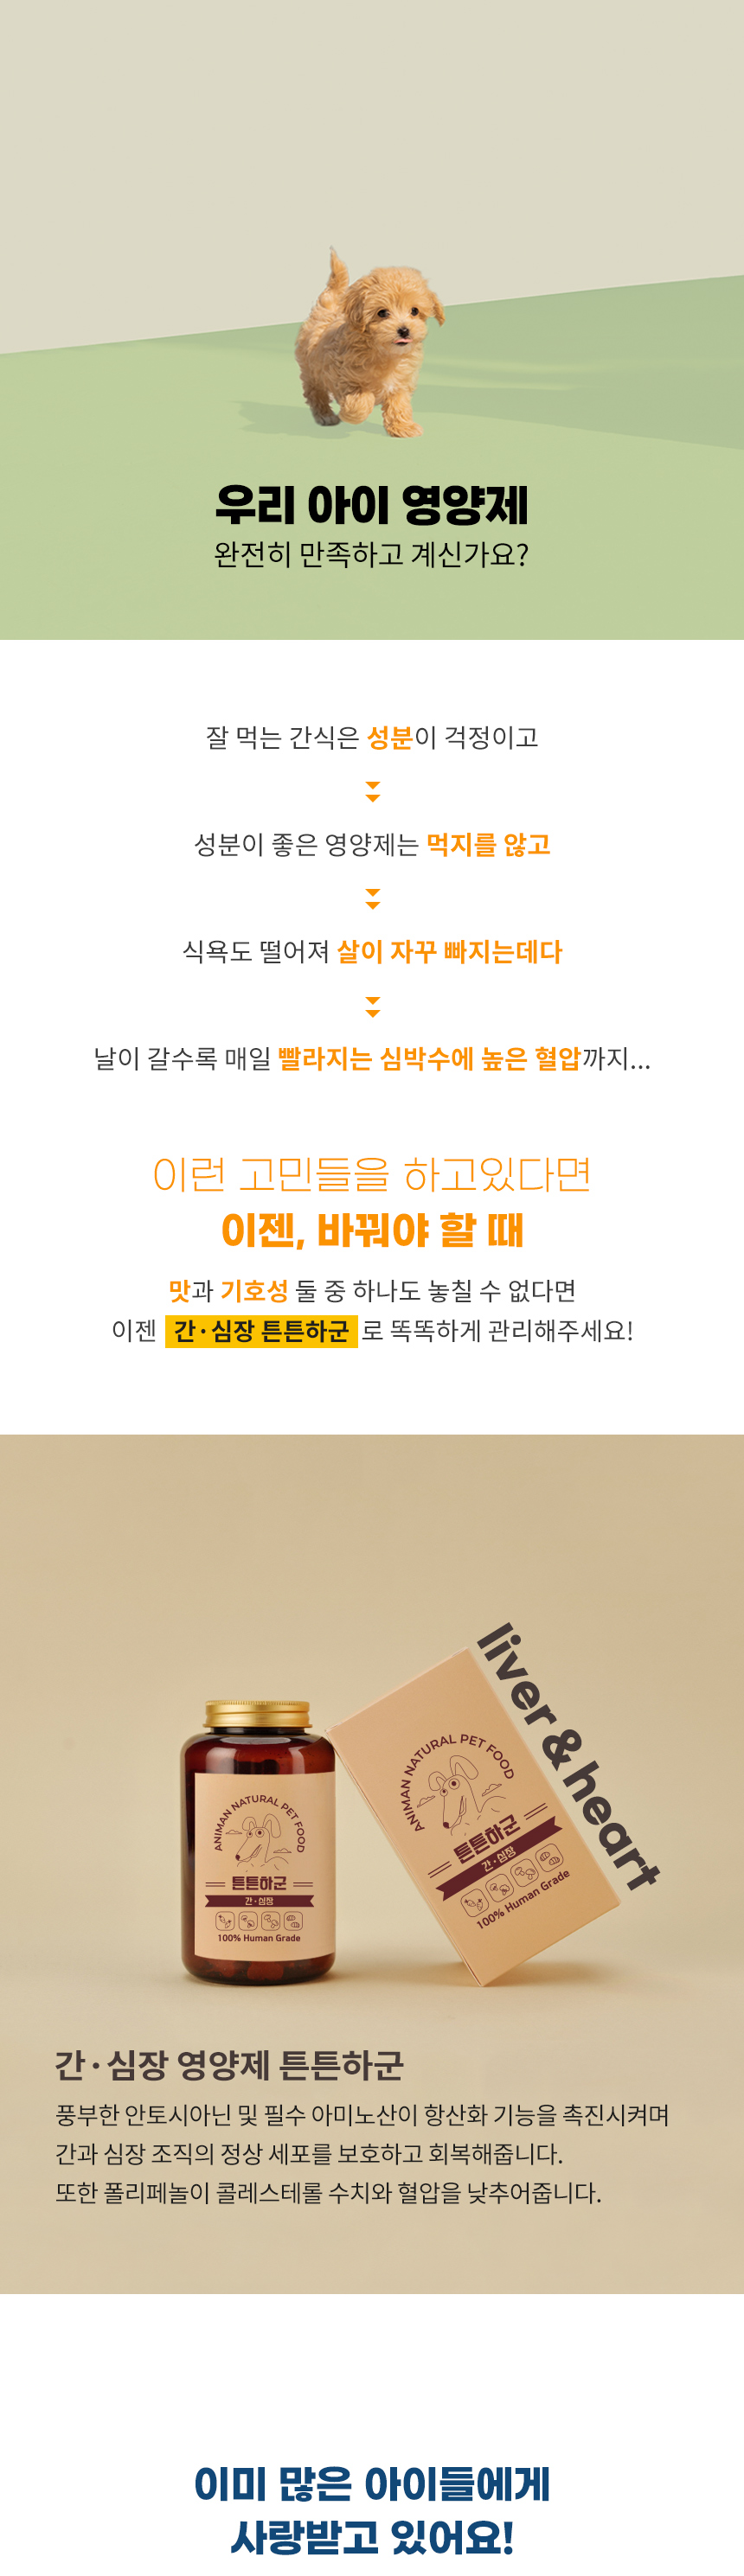 우리 아이 영양제
완전히 만족하고 계신가요?
잘 먹는 간식은 성분이 걱정이고
성분이 좋은 영양제는 먹지를 않고
식욕도 떨어져 살이 자꾸 빠지는데다
날이 갈수록 매일 빨라지는 심박수에 높은 혈압까지...
이런 고민들을 하고있다면
이젠, 바꿔야 할 때
맛과 기호성 둘 중 하나도 놓칠 수 없다면
이젠 간·심장 튼튼하군 로 똑똑하게 관리해주세요!
liver & heart
ANIMAN NATURAL PET FOOD
튼튼하군
간·심장
100% Human Grade
ANIMAN NATURAL PET FOOD
튼튼하군
간·심장
100% Human Grade
간·심장 영양제 튼튼하군
풍부한 안토시아닌 및 필수 아미노산이 항산화 기능을 촉진시켜며
간과 심장 조직의 정상 세포를 보호하고 회복해줍니다.
또한 폴리페놀이 콜레스테롤 수치와 혈압을 낮추어줍니다.
이미 많은 아이들에게
사랑받고 있어요!